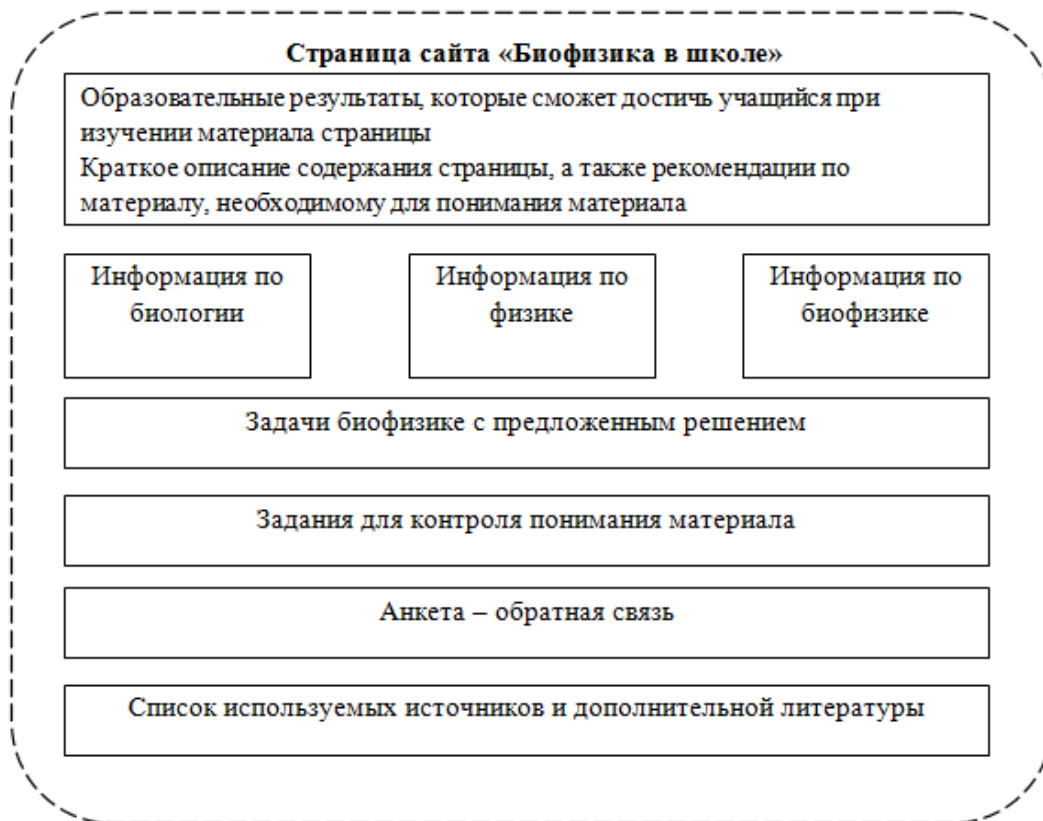 Страница сайта «Биофизика в школе»
Образовательные результаты, которые сможет достичь учащийся при
изучении материала страницы
Краткое описание содержания страницы, а также рекомендации по
материалу, необходимому для понимания материала
Информация по
биологии
Информация по
физике
Информация по
биофизике
Задачи биофизике с предложенным решением
Задания для контроля понимания материала
Анкета – обратная связь
Список используемых источников и дополнительной литературы